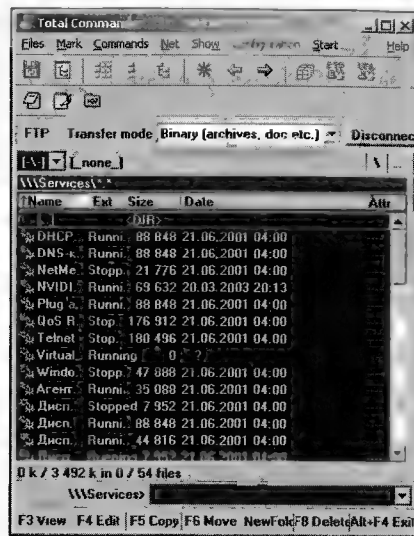 Total Comman
Files Mark Commands Net Show Start Help
FTP Transfer mode Binary (archives, doc etc.) Disconnec
[-\-] [_none_] \ ..
\\\Services\*.*
↑Name Ext Size Date Attr
[..] <DIR>
DHCP... Runni.. 88 848 21.06.2001 04:00
DNS-к.. Runni.. 88 848 21.06.2001 04:00
NetMe.. Stopp.. 21 776 21.06.2001 04:00
NVIDI.. Runni.. 69 632 20.03.2003 20:13
Plug'a.. Runni.. 88 848 21.06.2001 04:00
QoS R.. Stop.. 176 912 21.06.2001 04:00
Telnet Stop.. 180 496 21.06.2001 04:00
Virtual.. Running 0 ?
Windo.. Stopp.. 47 888 21.06.2001 04:00
Агент.. Runni.. 35 088 21.06.2001 04:00
Дисп.. Stopped 7 952 21.06.2001 04:00
Дисп.. Runni.. 88 848 21.06.2001 04:00
Дисп.. Runni.. 44 816 21.06.2001 04:00
0 k / 3 492 k in 0 / 54 files
\\\Services>
F3 View F4 Edit F5 Copy F6 Move NewFold F8 Delete Alt+F4 Exi